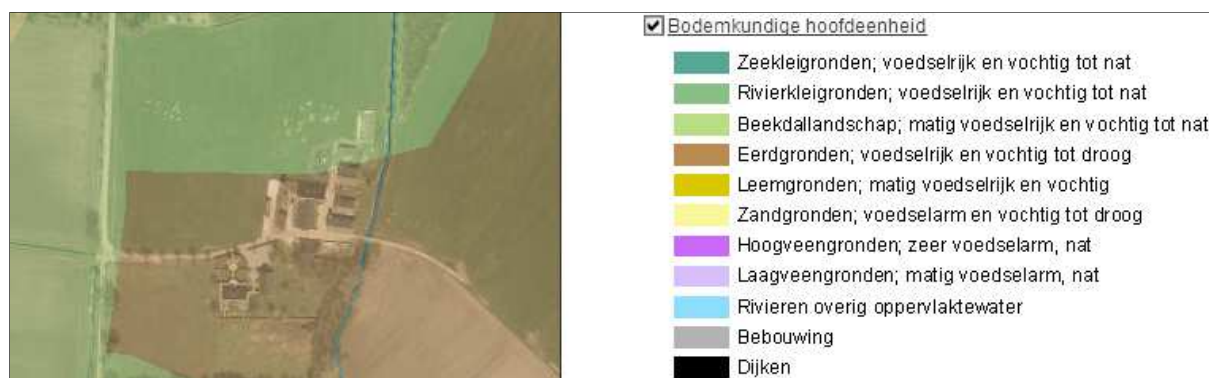 Bodemkundige hoofdeenheid
Zeekleigronden; voedselrijk en vochtig tot nat
Rivierkleigronden; voedselrijk en vochtig tot nat
Beekdallandschap; matig voedselrijk en vochtig tot nat
Eerdgronden; voedselrijk en vochtig tot droog
Leemgronden; matig voedselrijk en vochtig
Zandgronden; voedselarm en vochtig tot droog
Hoogveengronden; zeer voedselarm, nat
Laagveengronden; matig voedselarm, nat
Rivieren overig oppervlaktewater
Bebouwing
Dijken